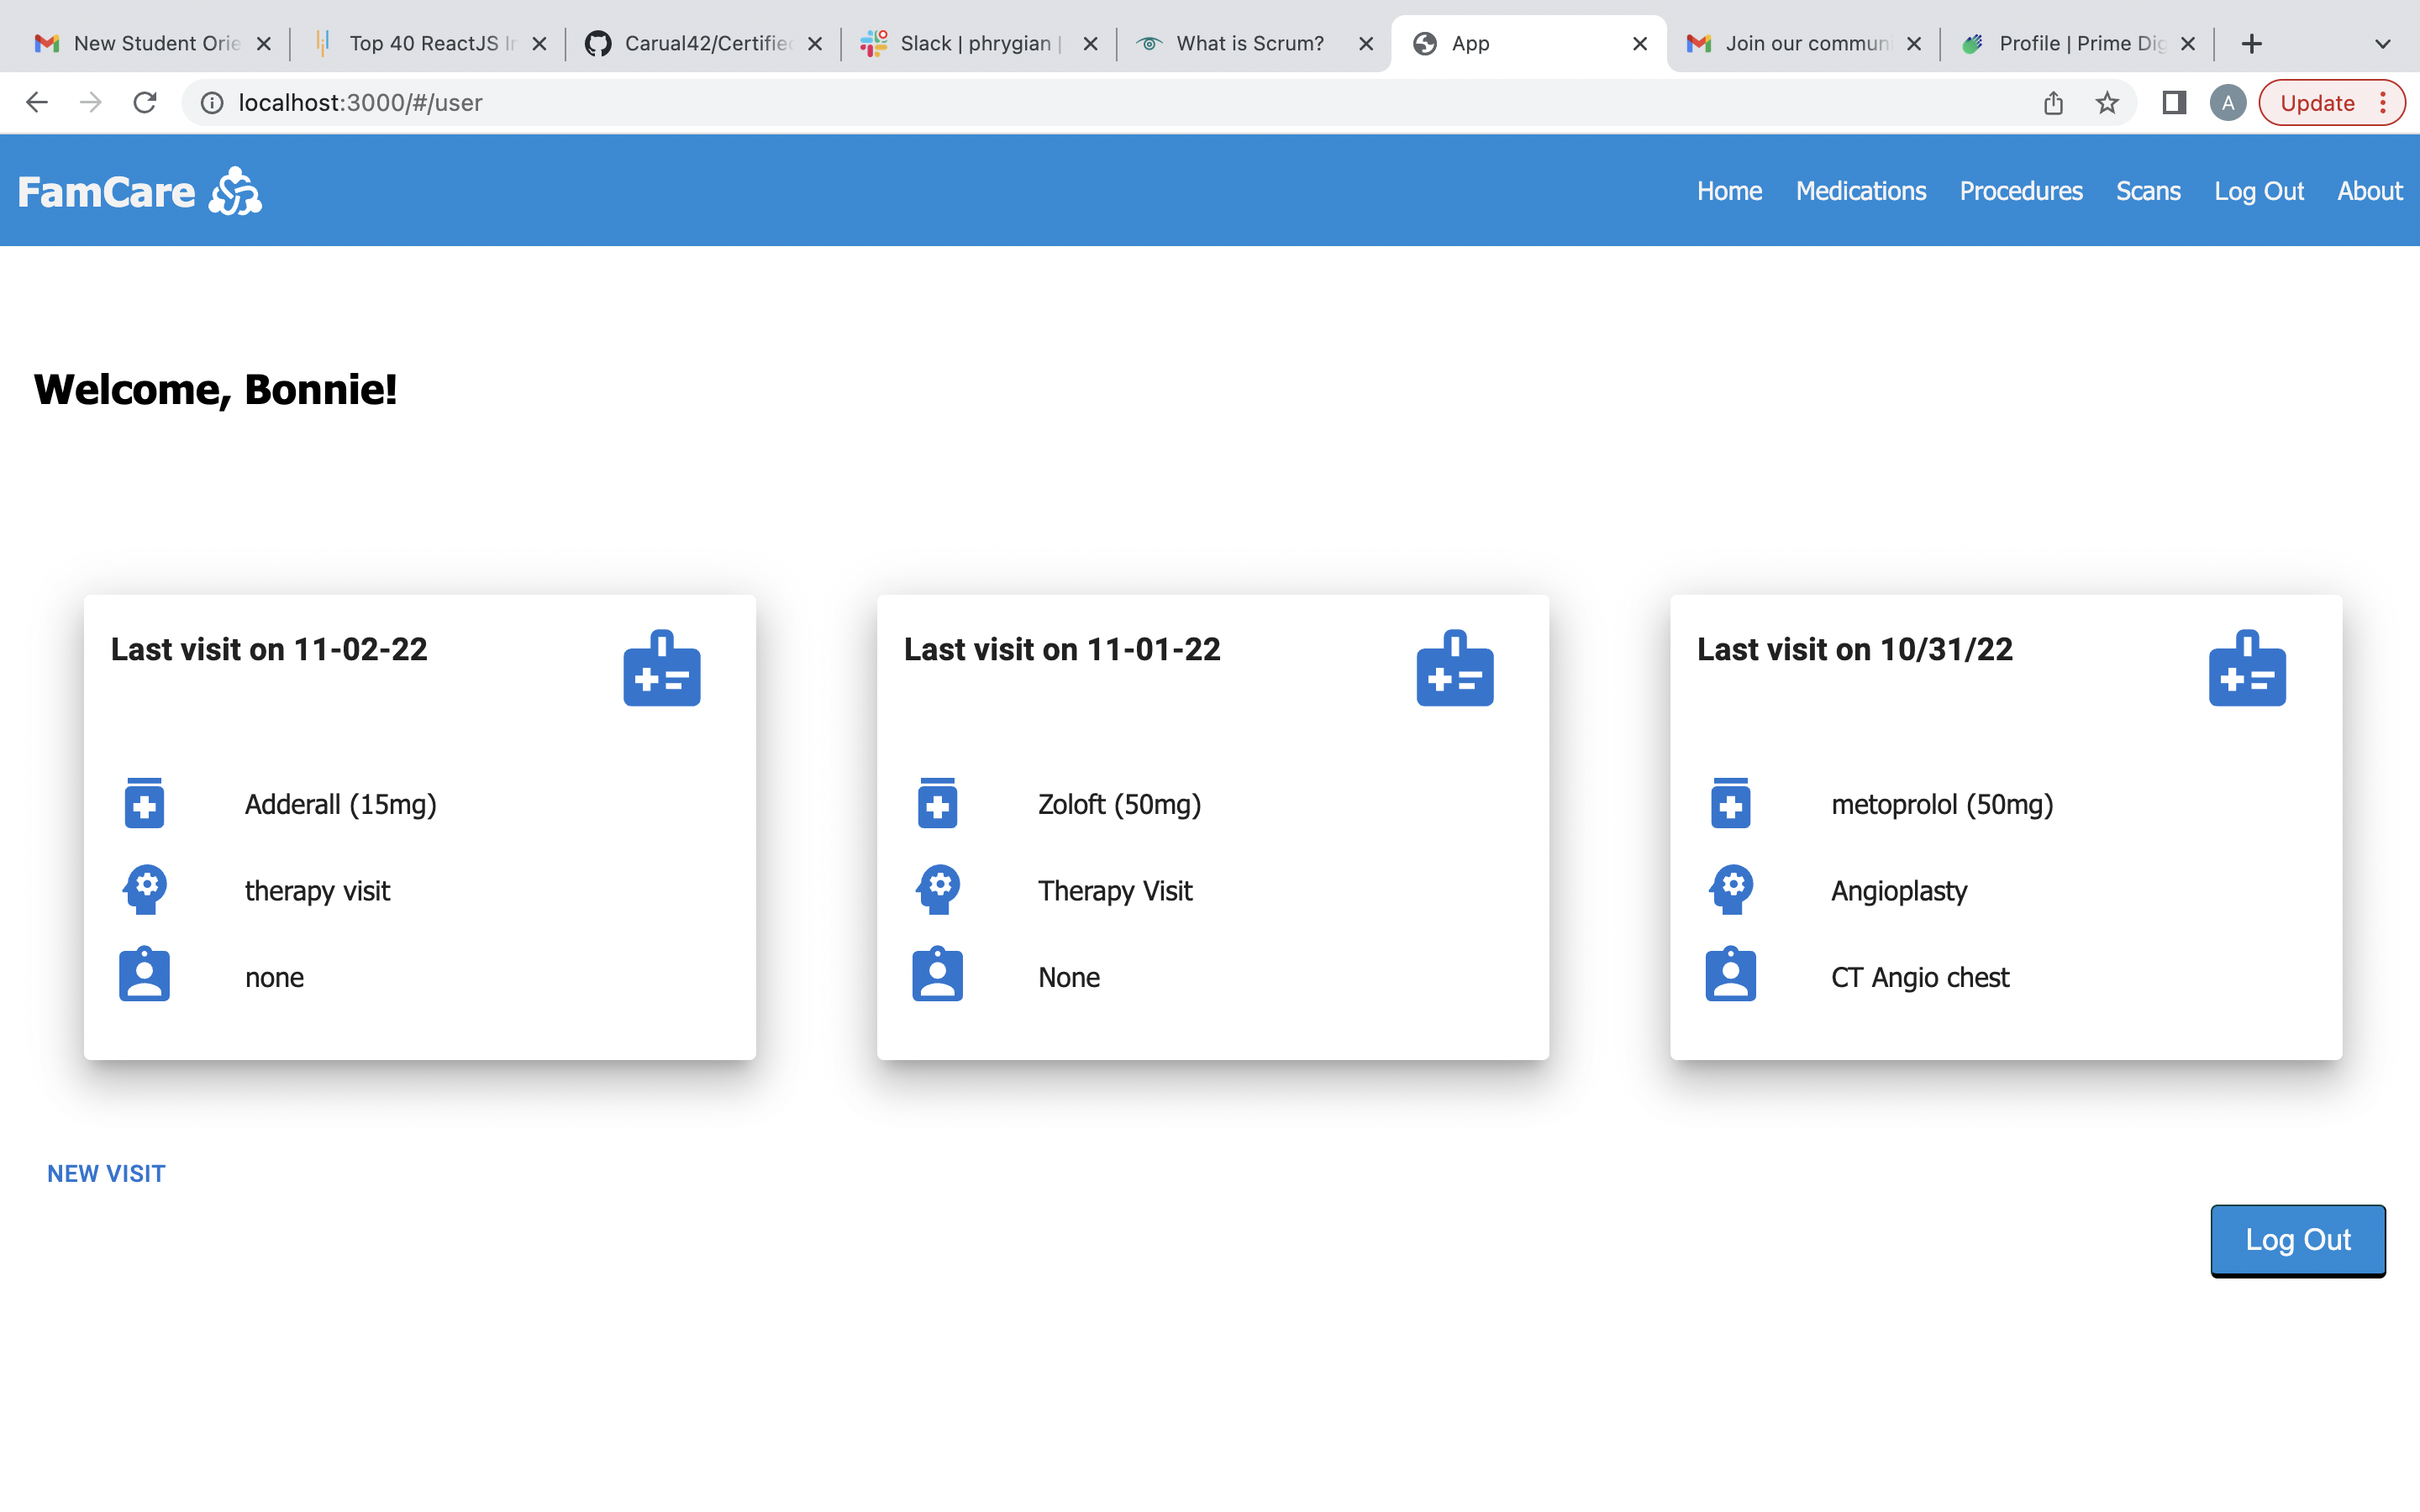 New Student Orie
Top 40 ReactJS In
Carual42/Certified
Slack | phrygian |
What is Scrum?
App
Join our communi
Profile | Prime Dig
localhost:3000/#/user
A
Update
FamCare
Home Medications Procedures Scans Log Out About
Welcome, Bonnie!
Last visit on 11-02-22
Adderall (15mg)
therapy visit
none
Last visit on 11-01-22
Zoloft (50mg)
Therapy Visit
None
Last visit on 10/31/22
metoprolol (50mg)
Angioplasty
CT Angio chest
NEW VISIT
Log Out